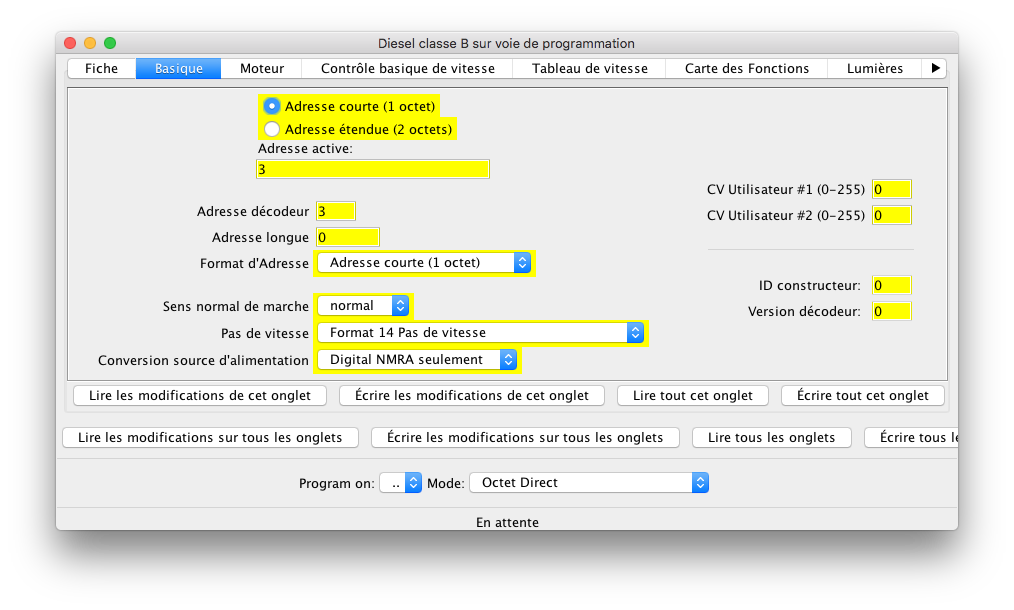 Diesel classe B sur voie de programmation
Fiche Basique Moteur Contrôle basique de vitesse Tableau de vitesse Carte des Fonctions Lumières
Adresse courte (1 octet)
Adresse étendue (2 octets)
Adresse active:
3
CV Utilisateur #1 (0-255) 0
Adresse décodeur 3
CV Utilisateur #2 (0-255) 0
Adresse longue 0
Format d'Adresse Adresse courte (1 octet)
ID constructeur: 0
Sens normal de marche normal
Version décodeur: 0
Pas de vitesse Format 14 Pas de vitesse
Conversion source d'alimentation Digital NMRA seulement
Lire les modifications de cet onglet Écrire les modifications de cet onglet Lire tout cet onglet Écrire tout cet onglet
Lire les modifications sur tous les onglets Écrire les modifications sur tous les onglets Lire tous les onglets Écrire tous le
Program on: .. Mode: Octet Direct
En attente